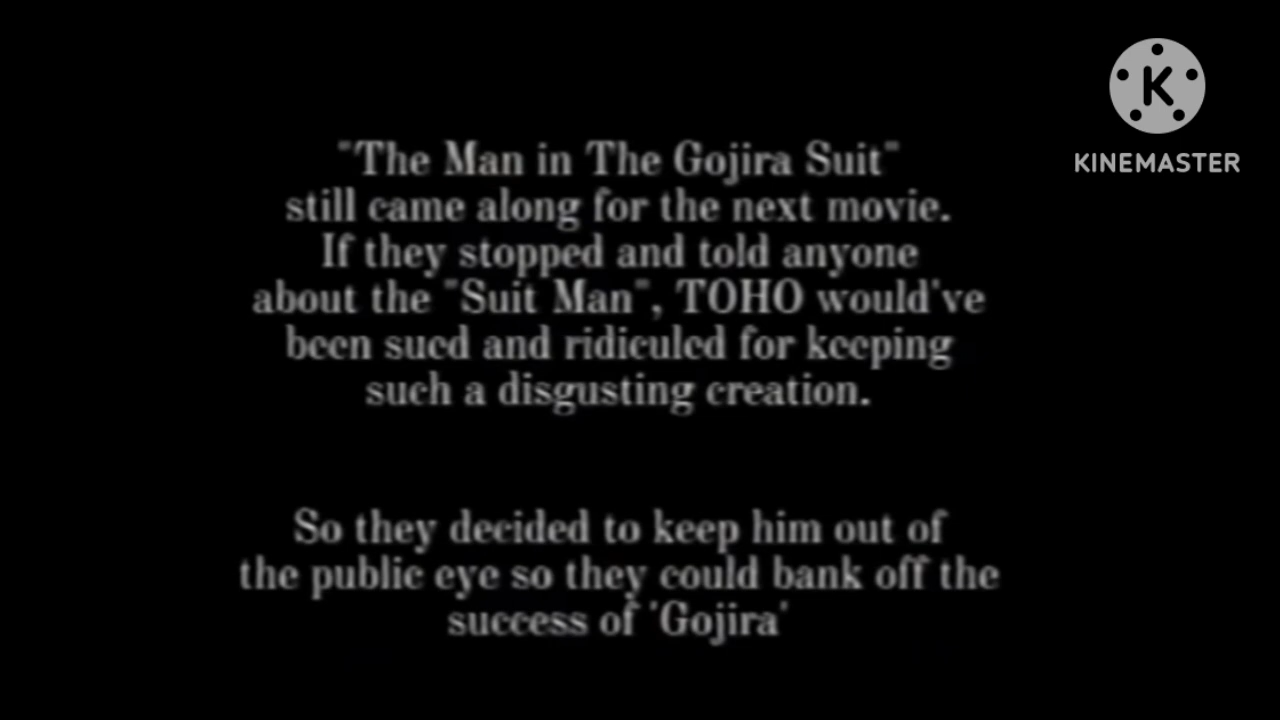 KINEMASTER
"The Man in The Gojira Suit"
still came along for the next movie.
If they stopped and told anyone
about the "Suit Man", TOHO would've
been sued and ridiculed for keeping
such a disgusting creation.
So they decided to keep him out of
the public eye so they could bank off the
success of 'Gojira'